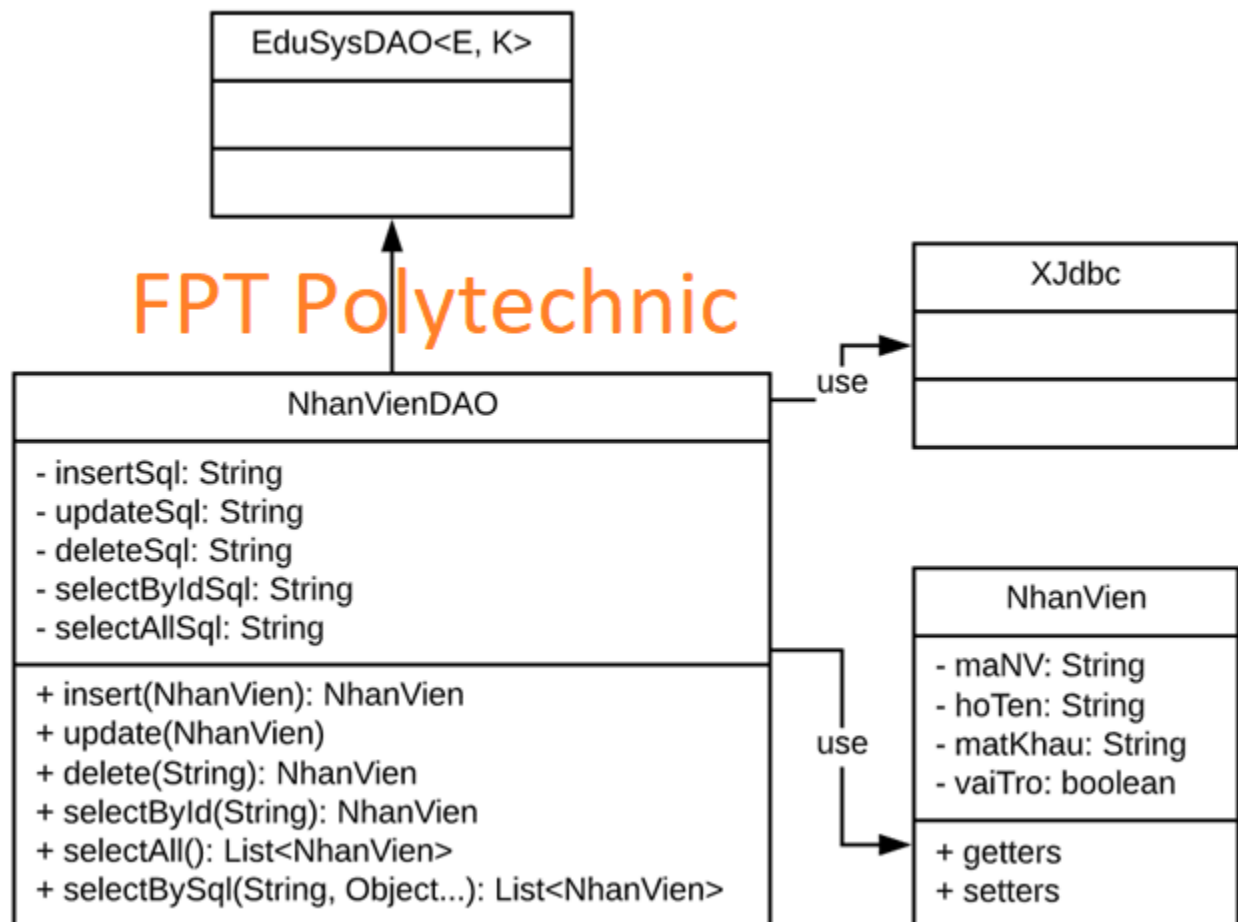 EduSysDAO<E, K>
FPT Polytechnic
XJdbc
use
NhanVienDAO
- insertSql: String
- updateSql: String
- deleteSql: String
- selectByIdSql: String
- selectAllSql: String
+ insert(NhanVien): NhanVien
+ update(NhanVien)
+ delete(String): NhanVien
+ selectById(String): NhanVien
+ selectAll(): List<NhanVien>
+ selectBySql(String, Object...): List<NhanVien>
use
NhanVien
- maNV: String
- hoTen: String
- matKhau: String
- vaiTro: boolean
+ getters
+ setters